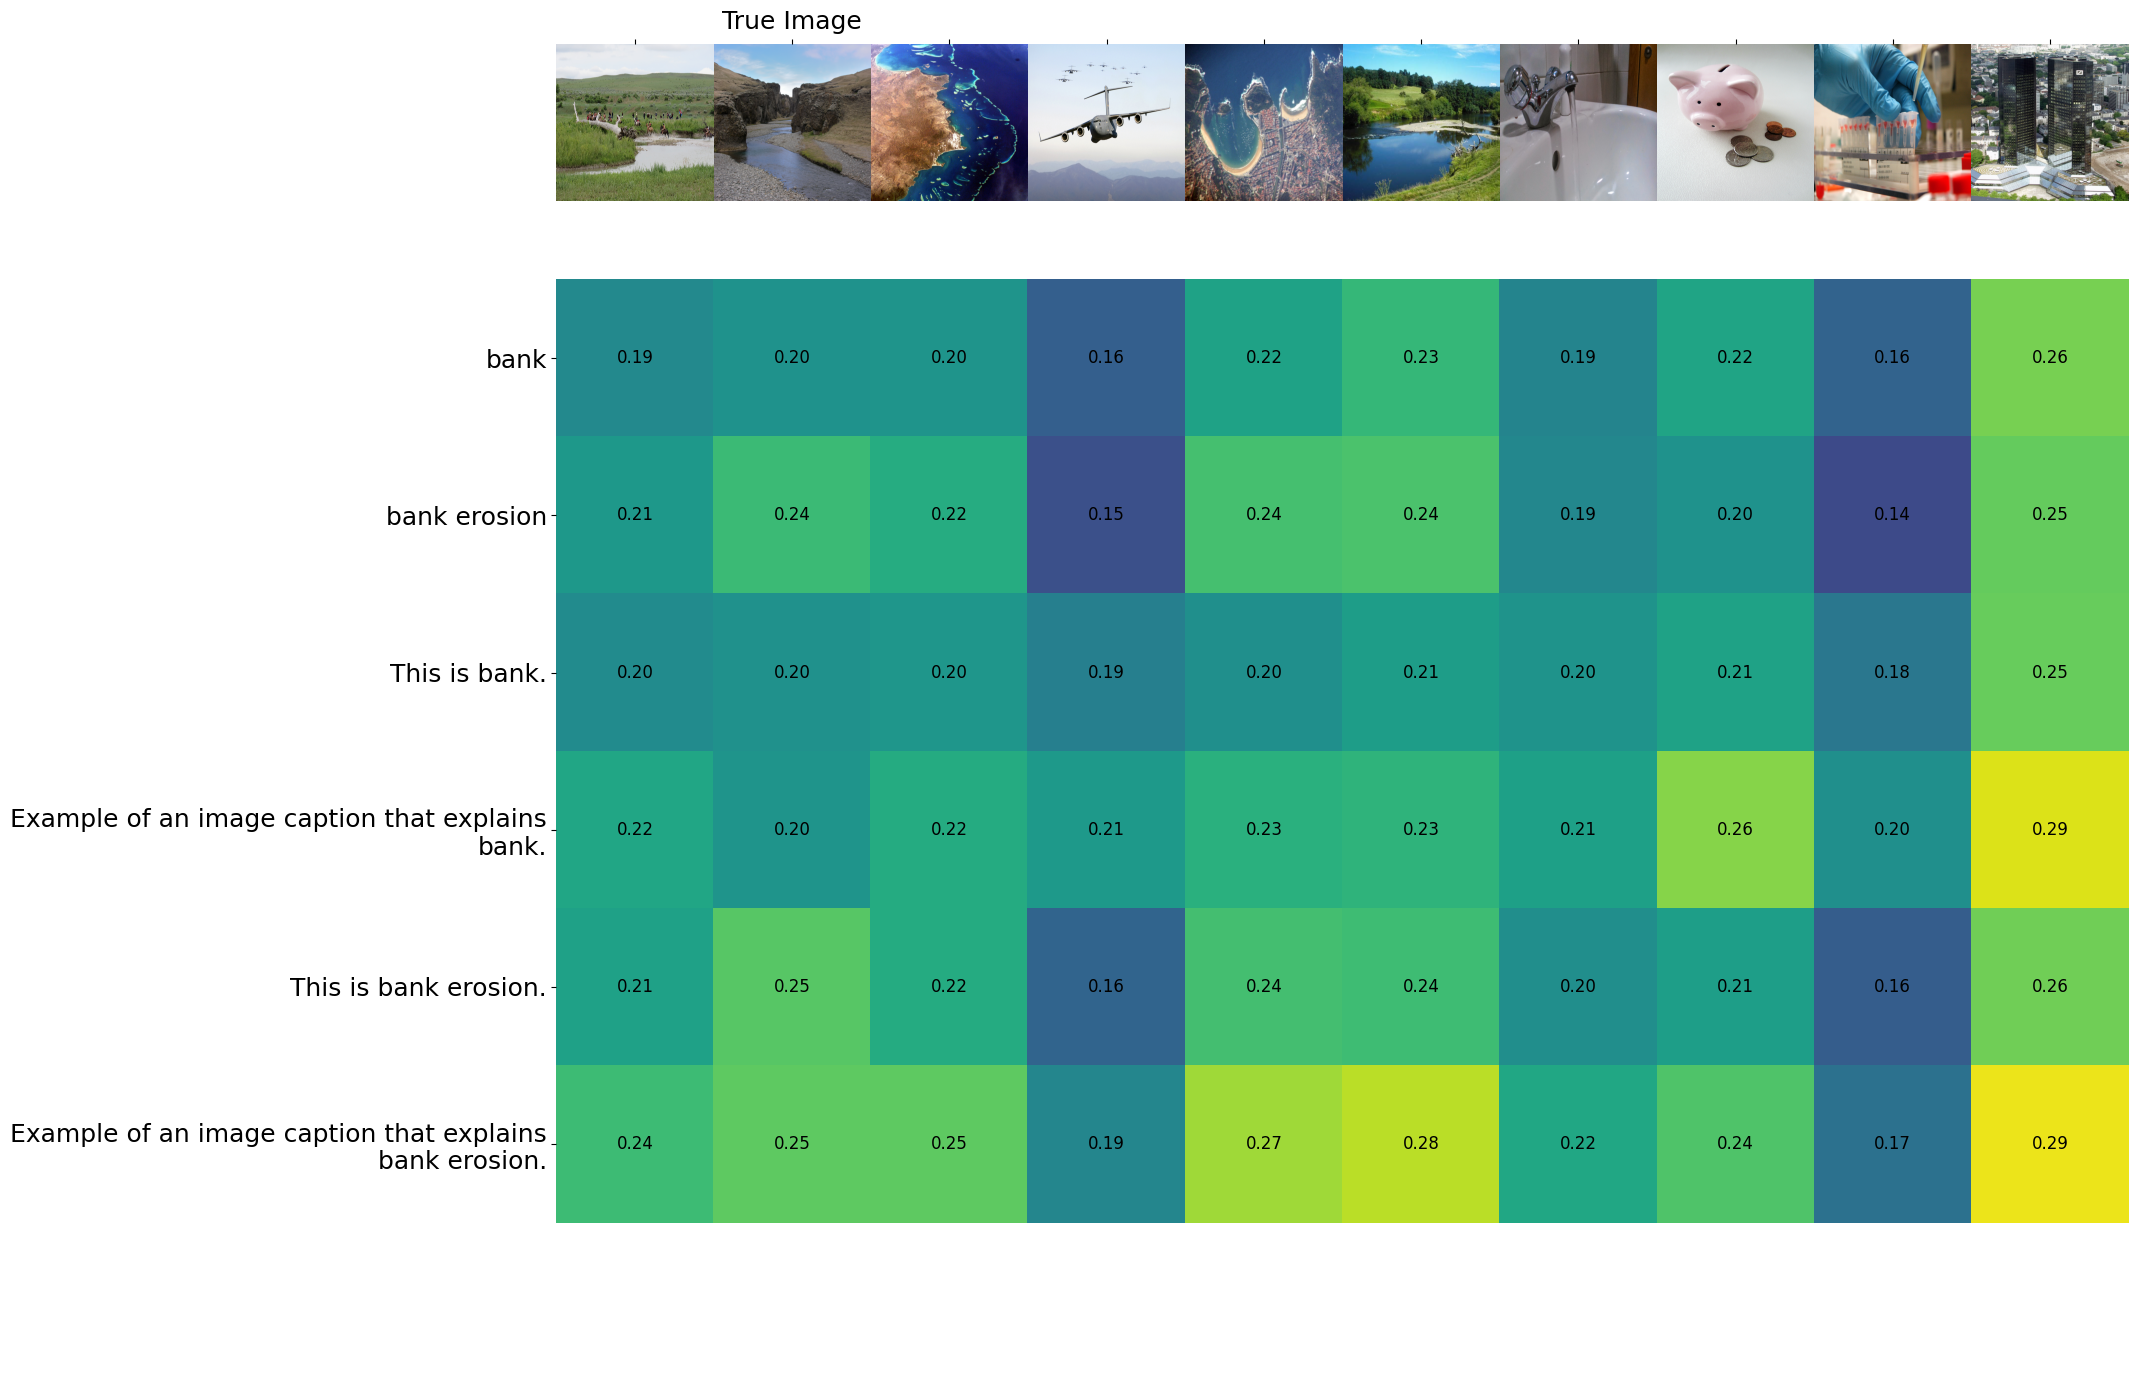 True Image
bank
0.19 0.20 0.20 0.16 0.22 0.23 0.19 0.22 0.16 0.26
bank erosion
0.21 0.24 0.22 0.15 0.24 0.24 0.19 0.20 0.14 0.25
This is bank.
0.20 0.20 0.20 0.19 0.20 0.21 0.20 0.21 0.18 0.25
Example of an image caption that explains
bank.
0.22 0.20 0.22 0.21 0.23 0.23 0.21 0.26 0.20 0.29
This is bank erosion.
0.21 0.25 0.22 0.16 0.24 0.24 0.20 0.21 0.16 0.26
Example of an image caption that explains
bank erosion.
0.24 0.25 0.25 0.19 0.27 0.28 0.22 0.24 0.17 0.29